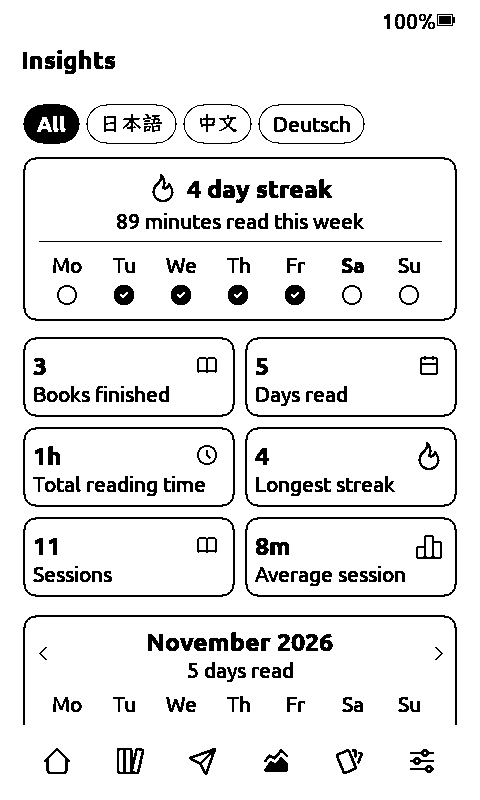 100%
Insights
All 日本語 中文 Deutsch
4 day streak
89 minutes read this week
Mo Tu We Th Fr Sa Su
3
Books finished
5
Days read
1h
Total reading time
4
Longest streak
11
Sessions
8m
Average session
November 2026
5 days read
Mo Tu We Th Fr Sa Su